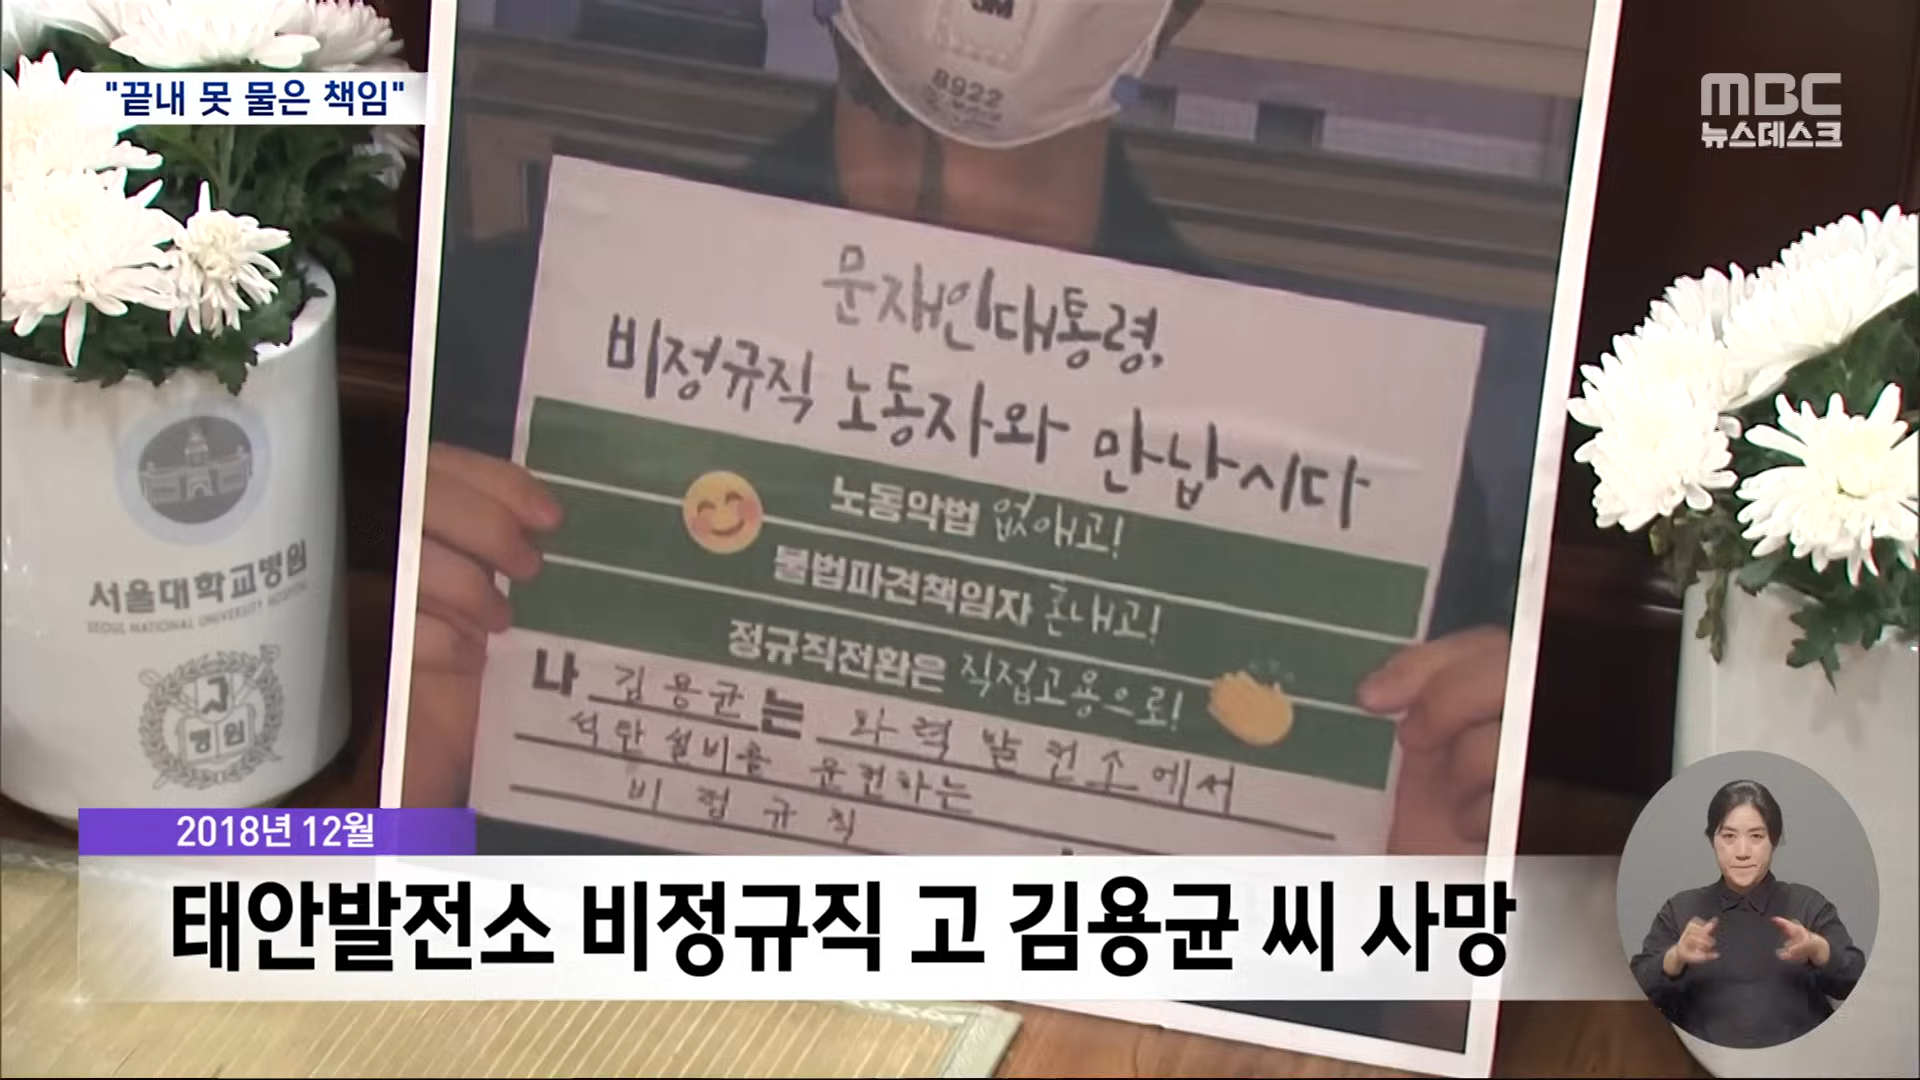 "끝내 못 물은 책임"
MBC
뉴스데스크
3M
8922
문재인대통령,
비정규직 노동자와 만납시다
노동악법 없애고!
불법파견책임자 혼내고!
정규직전환은 직접고용으로!
나 김용균는 화력발전소에서
석탄설비를 운전하는
비정규직
서울대학교병원
SEOUL NATIONAL UNIVERSITY HOSPITAL
병원
2018년 12월
태안발전소 비정규직 고 김용균 씨 사망